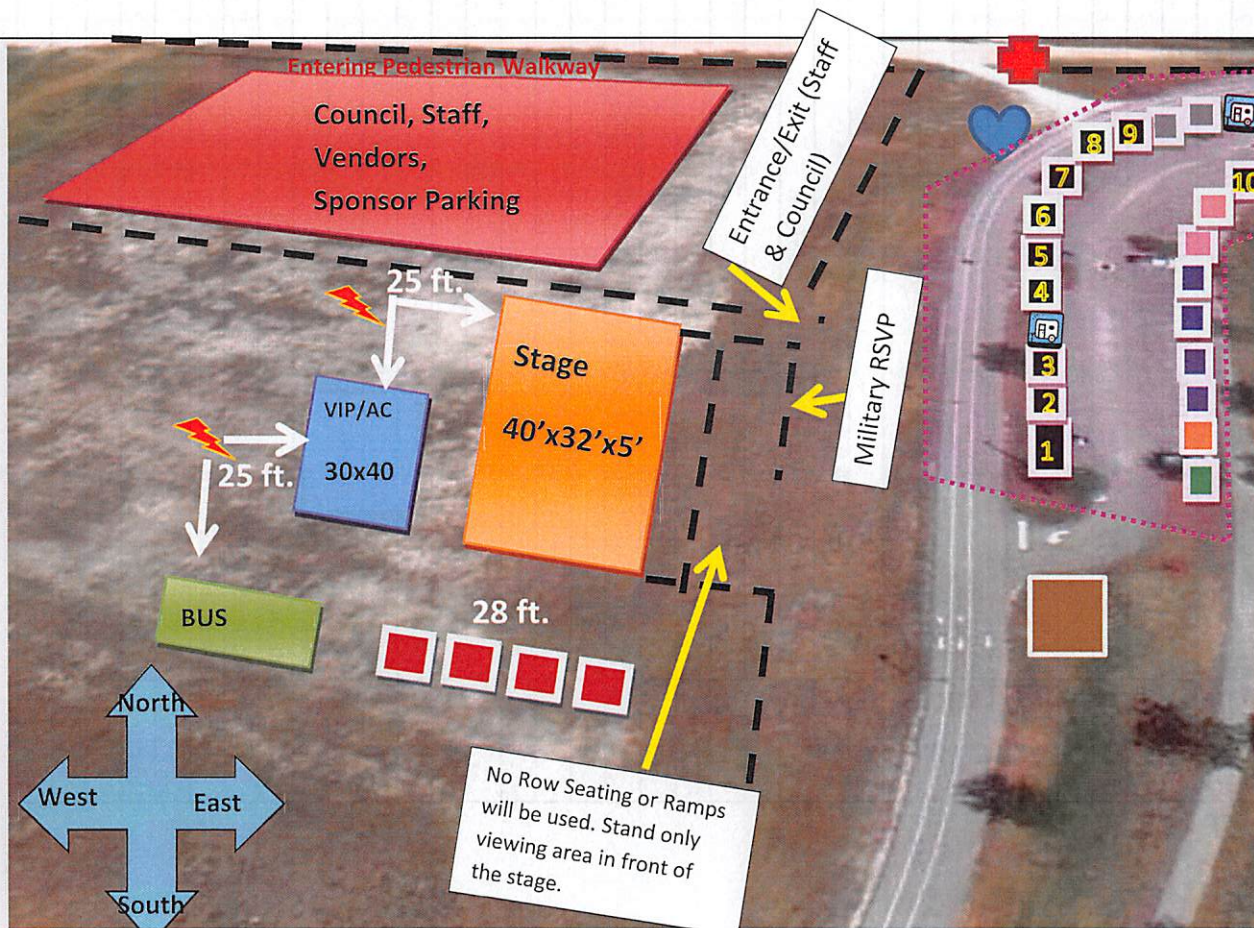 Entering Pedestrian Walkway
Council, Staff,
Vendors,
Sponsor Parking
Entrance/Exit (Staff
& Council)
Military RSVP
25 ft.
Stage
40'x32'x5'
VIP/AC
30x40
25 ft.
BUS
28 ft.
9
8
7
6
5
4
3
2
1
10
North
West
East
South
No Row Seating or Ramps
will be used. Stand only
viewing area in front of
the stage.